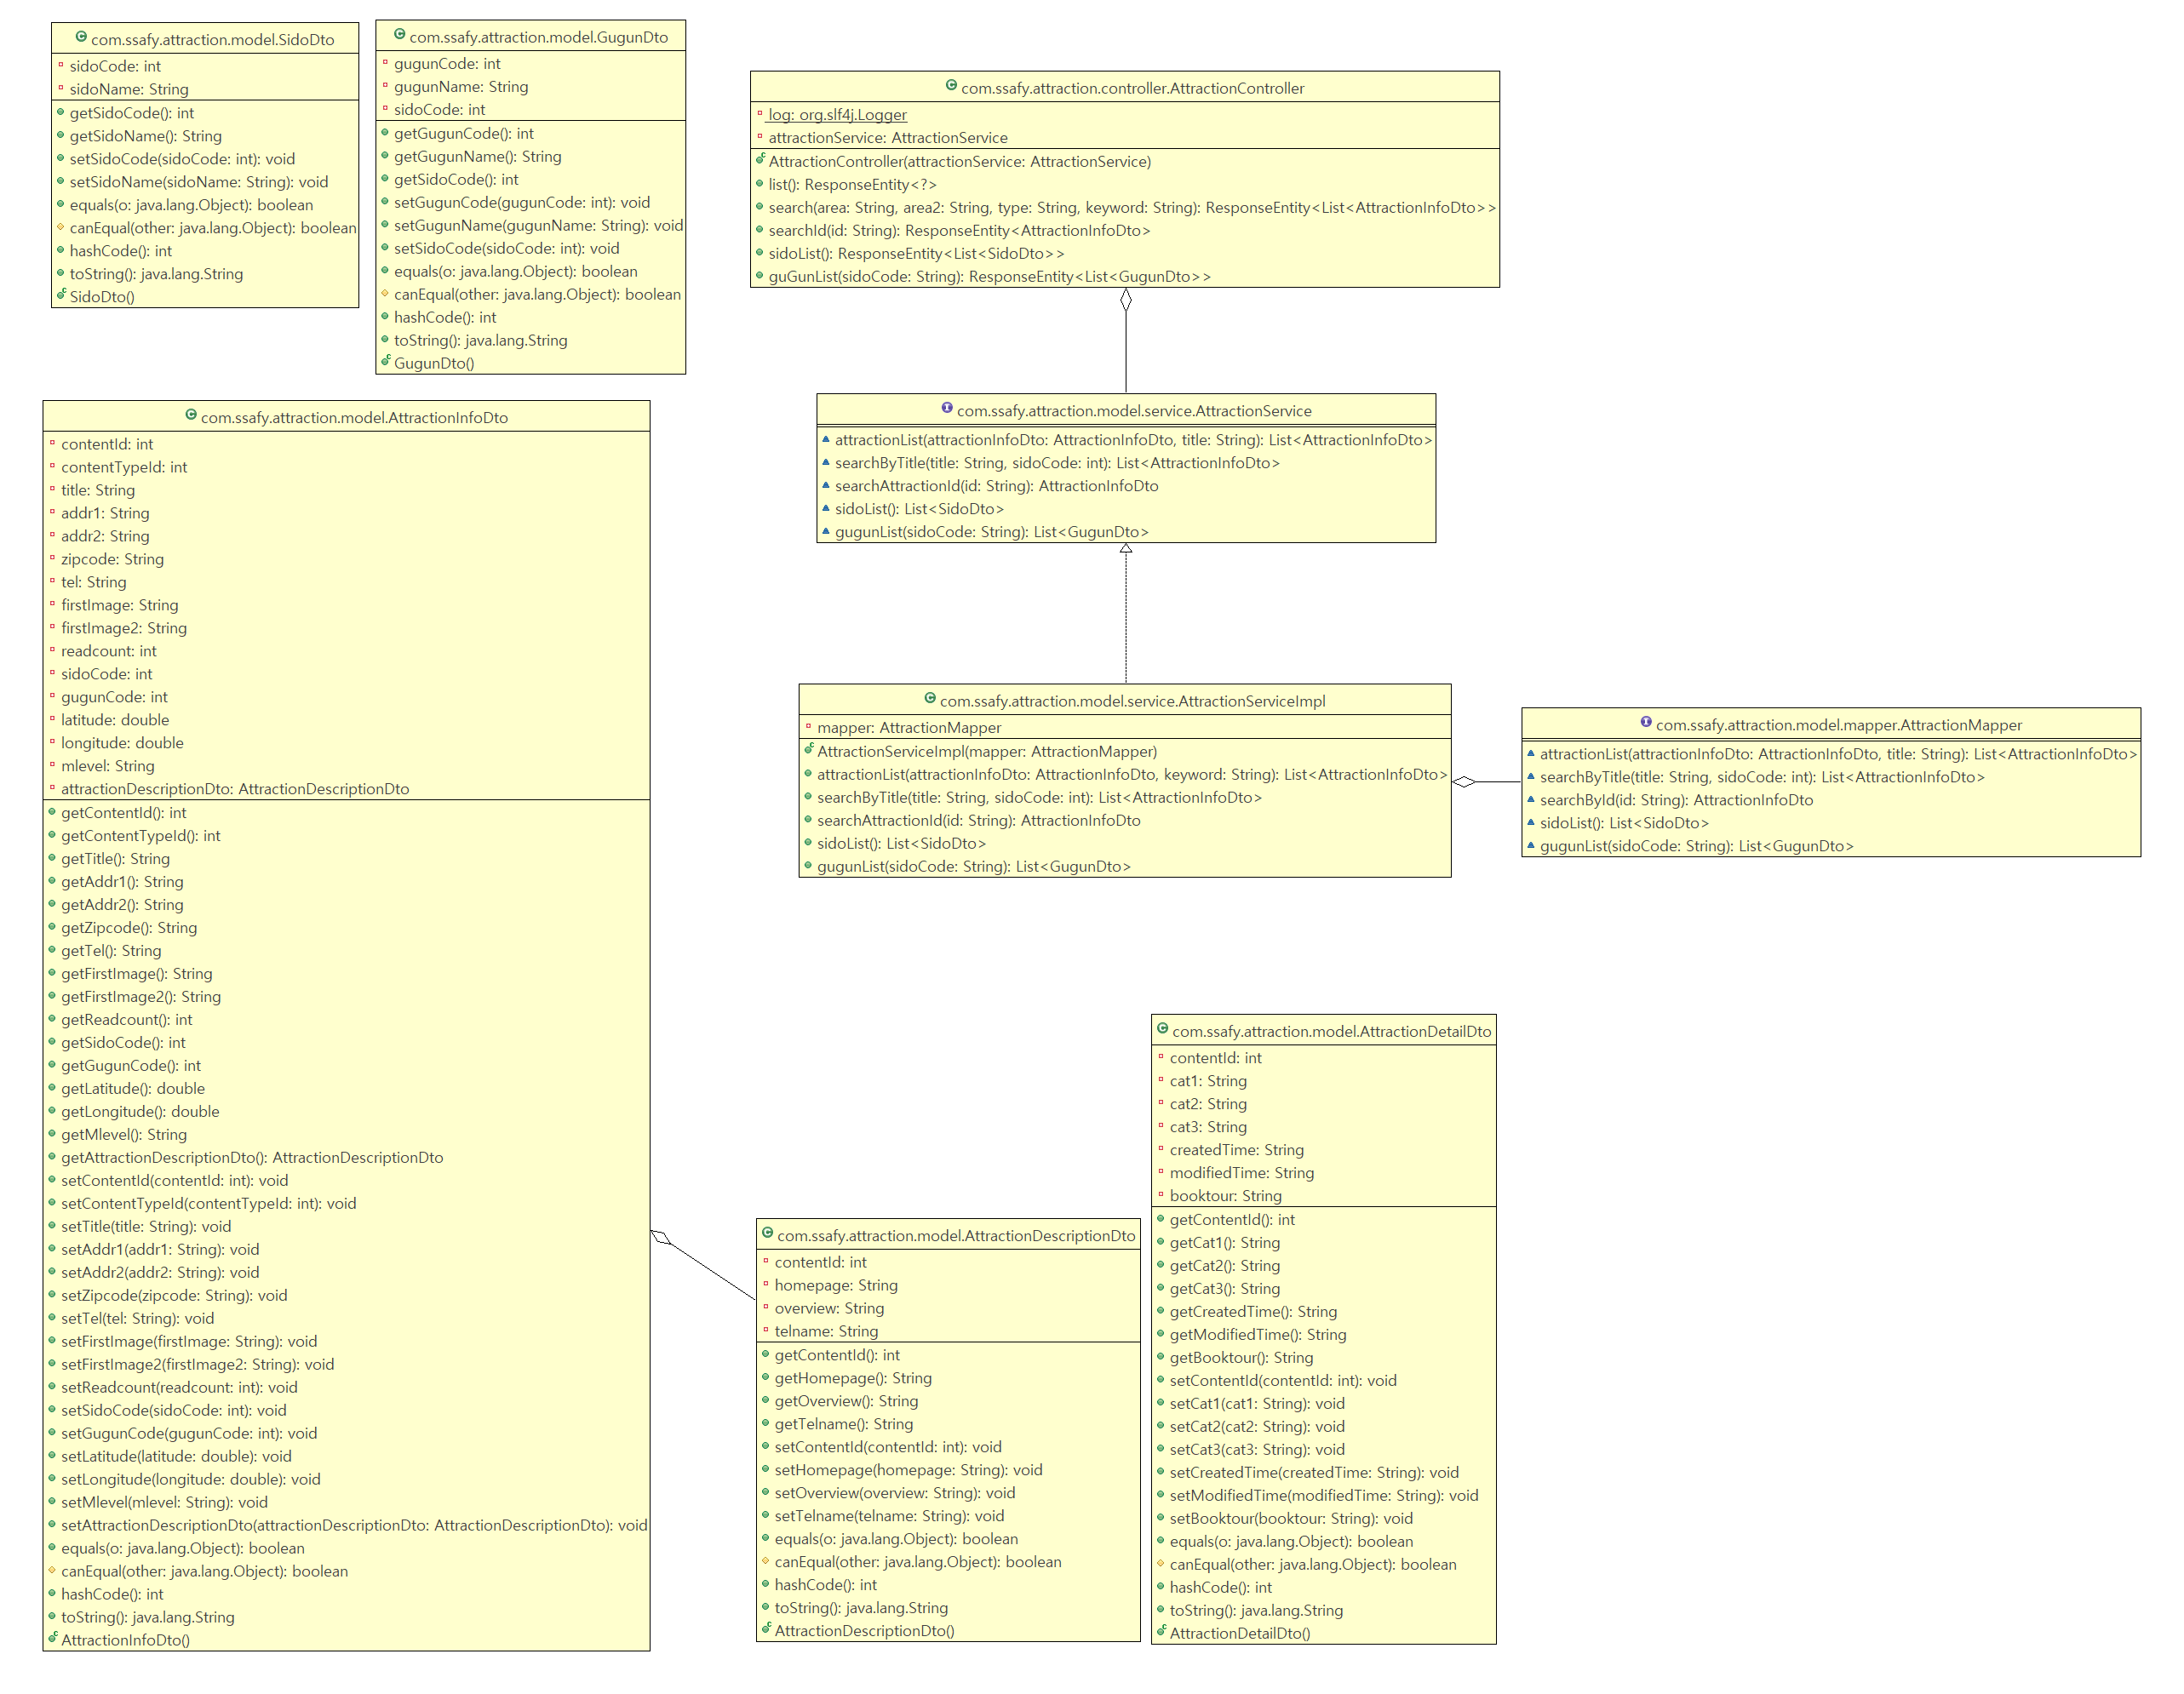 com.ssafy.attraction.model.SidoDto
sidoCode: int
sidoName: String
getSidoCode(): int
getSidoName(): String
setSidoCode(sidoCode: int): void
setSidoName(sidoName: String): void
equals(o: java.lang.Object): boolean
canEqual(other: java.lang.Object): boolean
hashCode(): int
toString(): java.lang.String
SidoDto()
com.ssafy.attraction.model.GugunDto
gugunCode: int
gugunName: String
sidoCode: int
getGugunCode(): int
getGugunName(): String
getSidoCode(): int
setGugunCode(gugunCode: int): void
setGugunName(gugunName: String): void
setSidoCode(sidoCode: int): void
equals(o: java.lang.Object): boolean
canEqual(other: java.lang.Object): boolean
hashCode(): int
toString(): java.lang.String
GugunDto()
com.ssafy.attraction.controller.AttractionController
log: org.slf4j.Logger
attractionService: AttractionService
AttractionController(attractionService: AttractionService)
list(): ResponseEntity<?>
search(area: String, area2: String, type: String, keyword: String): ResponseEntity<List<AttractionInfoDto>>
searchId(id: String): ResponseEntity<AttractionInfoDto>
sidoList(): ResponseEntity<List<SidoDto>>
guGunList(sidoCode: String): ResponseEntity<List<GugunDto>>
com.ssafy.attraction.model.service.AttractionService
attractionList(attractionInfoDto: AttractionInfoDto, title: String): List<AttractionInfoDto>
searchByTitle(title: String, sidoCode: int): List<AttractionInfoDto>
searchAttractionId(id: String): AttractionInfoDto
sidoList(): List<SidoDto>
gugunList(sidoCode: String): List<GugunDto>
com.ssafy.attraction.model.service.AttractionServiceImpl
mapper: AttractionMapper
AttractionServiceImpl(mapper: AttractionMapper)
attractionList(attractionInfoDto: AttractionInfoDto, keyword: String): List<AttractionInfoDto>
searchByTitle(title: String, sidoCode: int): List<AttractionInfoDto>
searchAttractionId(id: String): AttractionInfoDto
sidoList(): List<SidoDto>
gugunList(sidoCode: String): List<GugunDto>
com.ssafy.attraction.model.mapper.AttractionMapper
attractionList(attractionInfoDto: AttractionInfoDto, title: String): List<AttractionInfoDto>
searchByTitle(title: String, sidoCode: int): List<AttractionInfoDto>
searchById(id: String): AttractionInfoDto
sidoList(): List<SidoDto>
gugunList(sidoCode: String): List<GugunDto>
com.ssafy.attraction.model.AttractionInfoDto
contentId: int
contentTypeId: int
title: String
addr1: String
addr2: String
zipcode: String
tel: String
firstImage: String
firstImage2: String
readcount: int
sidoCode: int
gugunCode: int
latitude: double
longitude: double
mlevel: String
attractionDescriptionDto: AttractionDescriptionDto
getContentId(): int
getContentTypeId(): int
getTitle(): String
getAddr1(): String
getAddr2(): String
getZipcode(): String
getTel(): String
getFirstImage(): String
getFirstImage2(): String
getReadcount(): int
getSidoCode(): int
getGugunCode(): int
getLatitude(): double
getLongitude(): double
getMlevel(): String
getAttractionDescriptionDto(): AttractionDescriptionDto
setContentId(contentId: int): void
setContentTypeId(contentTypeId: int): void
setTitle(title: String): void
setAddr1(addr1: String): void
setAddr2(addr2: String): void
setZipcode(zipcode: String): void
setTel(tel: String): void
setFirstImage(firstImage: String): void
setFirstImage2(firstImage2: String): void
setReadcount(readcount: int): void
setSidoCode(sidoCode: int): void
setGugunCode(gugunCode: int): void
setLatitude(latitude: double): void
setLongitude(longitude: double): void
setMlevel(mlevel: String): void
setAttractionDescriptionDto(attractionDescriptionDto: AttractionDescriptionDto): void
equals(o: java.lang.Object): boolean
canEqual(other: java.lang.Object): boolean
hashCode(): int
toString(): java.lang.String
AttractionInfoDto()
com.ssafy.attraction.model.AttractionDescriptionDto
contentId: int
homepage: String
overview: String
telname: String
getContentId(): int
getHomepage(): String
getOverview(): String
getTelname(): String
setContentId(contentId: int): void
setHomepage(homepage: String): void
setOverview(overview: String): void
setTelname(telname: String): void
equals(o: java.lang.Object): boolean
canEqual(other: java.lang.Object): boolean
hashCode(): int
toString(): java.lang.String
AttractionDescriptionDto()
com.ssafy.attraction.model.AttractionDetailDto
contentId: int
cat1: String
cat2: String
cat3: String
createdTime: String
modifiedTime: String
booktour: String
getContentId(): int
getCat1(): String
getCat2(): String
getCat3(): String
getCreatedTime(): String
getModifiedTime(): String
getBooktour(): String
setContentId(contentId: int): void
setCat1(cat1: String): void
setCat2(cat2: String): void
setCat3(cat3: String): void
setCreatedTime(createdTime: String): void
setModifiedTime(modifiedTime: String): void
setBooktour(booktour: String): void
equals(o: java.lang.Object): boolean
canEqual(other: java.lang.Object): boolean
hashCode(): int
toString(): java.lang.String
AttractionDetailDto()